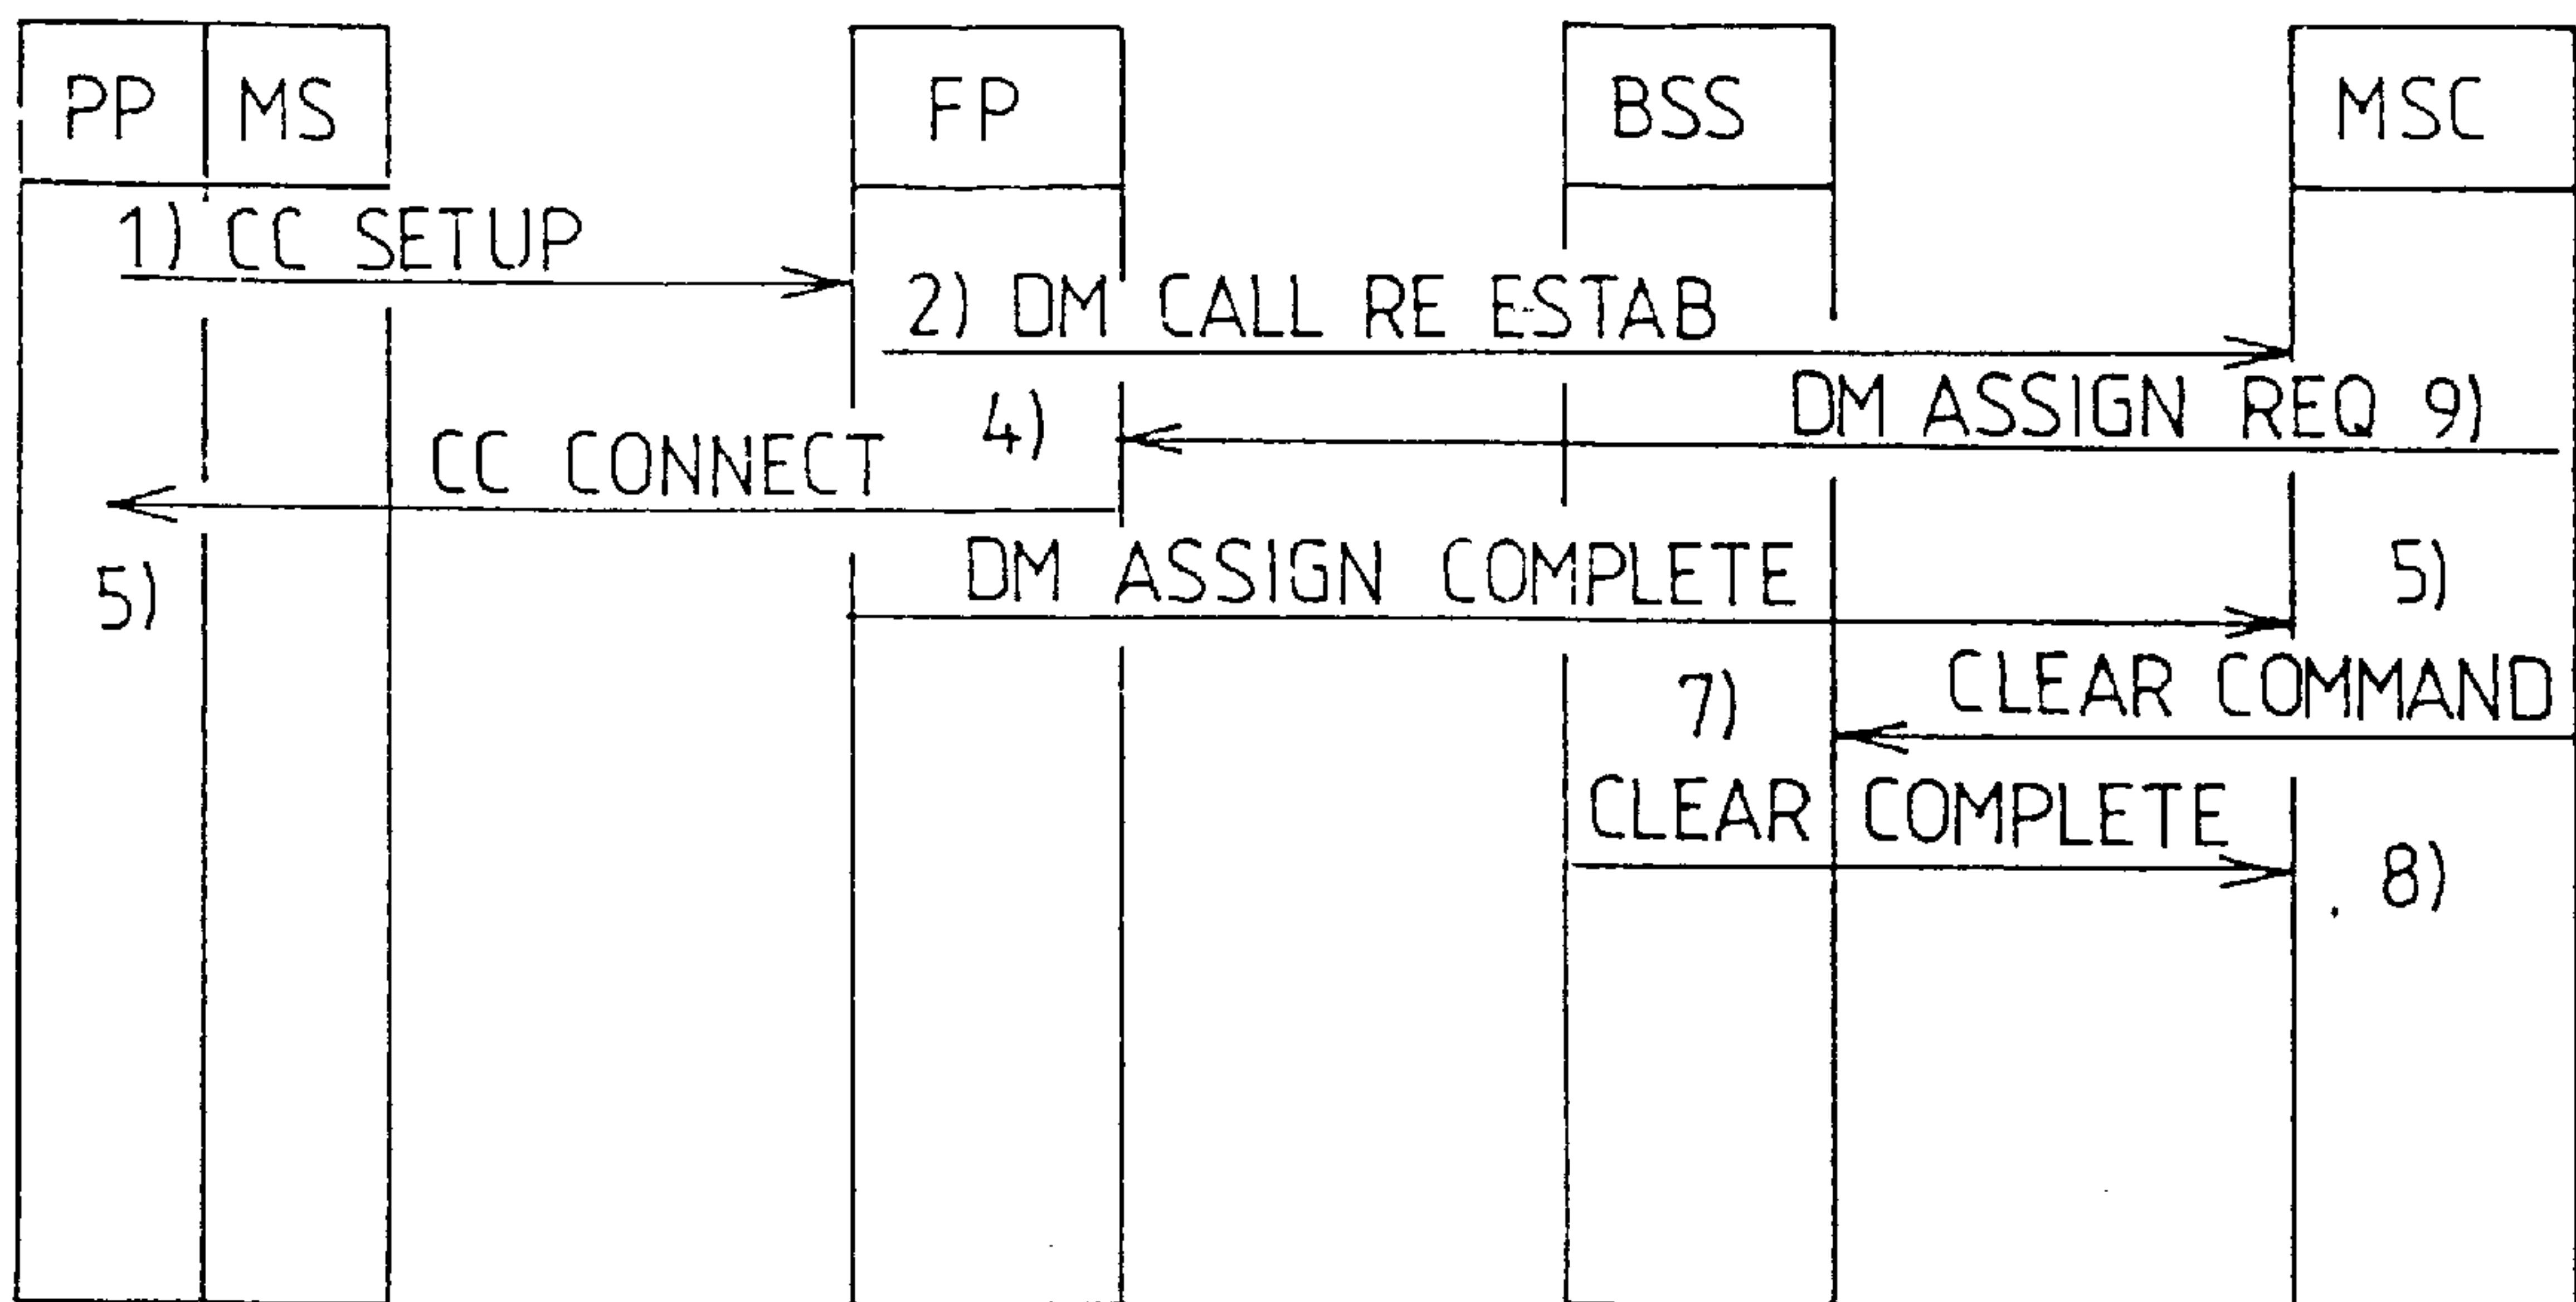 PP MS FP BSS MSC
1) CC SETUP
2) DM CALL RE ESTAB
DM ASSIGN REQ 9)
4)
CC CONNECT
DM ASSIGN COMPLETE
5)
5)
CLEAR COMMAND
7)
CLEAR COMPLETE
8)